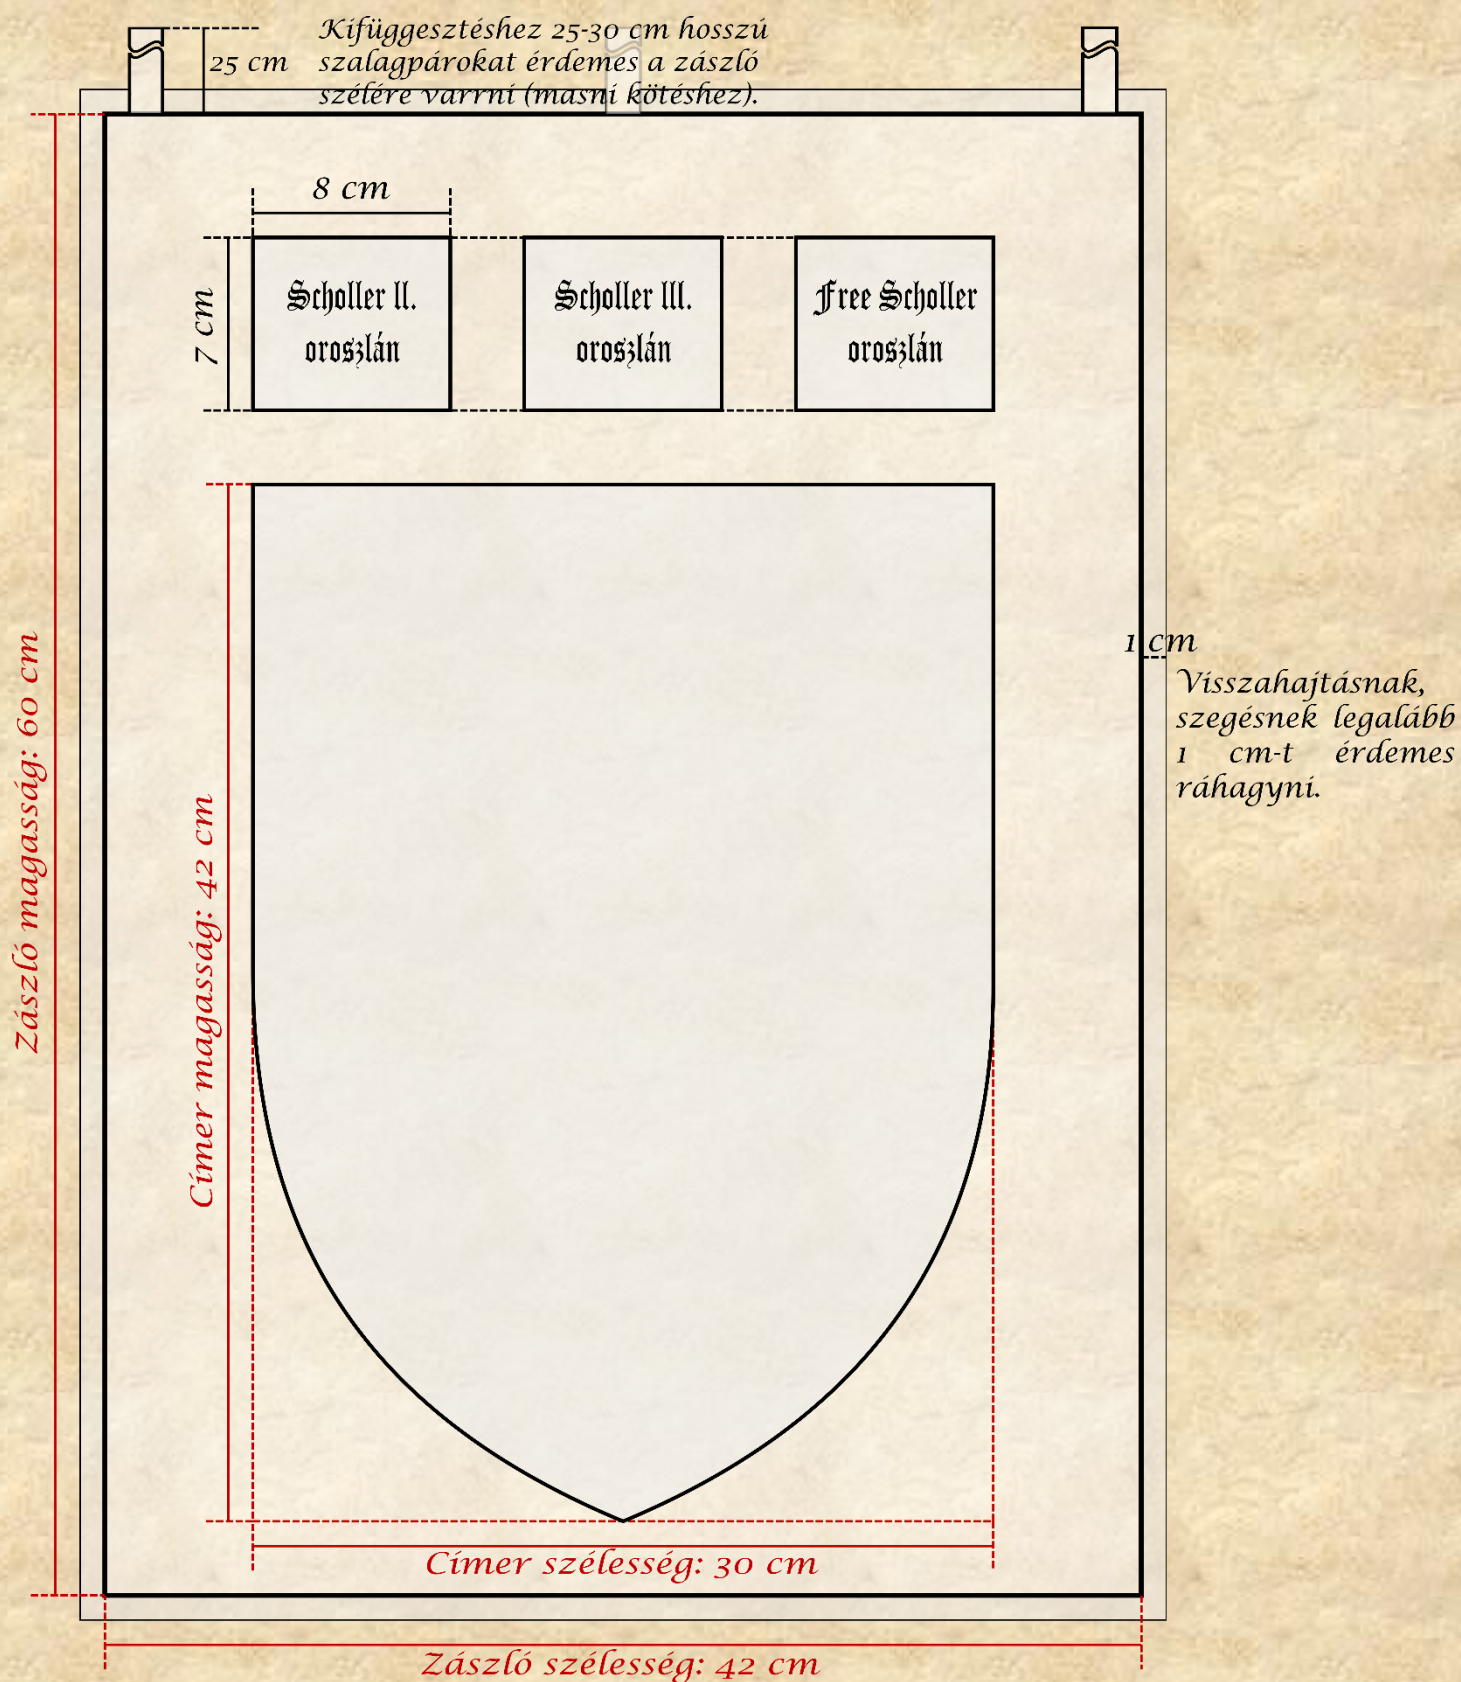 Kifüggesztéshez 25-30 cm hosszú
szalagpárokat érdemes a zászló
szélére varrni (masni kötéshez).
25 cm
8 cm
7 cm
Scholler II.
oroszlán
Scholler III.
oroszlán
Free Scholler
oroszlán
Zászló magasság: 60 cm
Címer magasság: 42 cm
1 cm
Visszahajtásnak,
szegésnek legalább
1 cm-t érdemes
ráhagyni.
Címer szélesség: 30 cm
Zászló szélesség: 42 cm